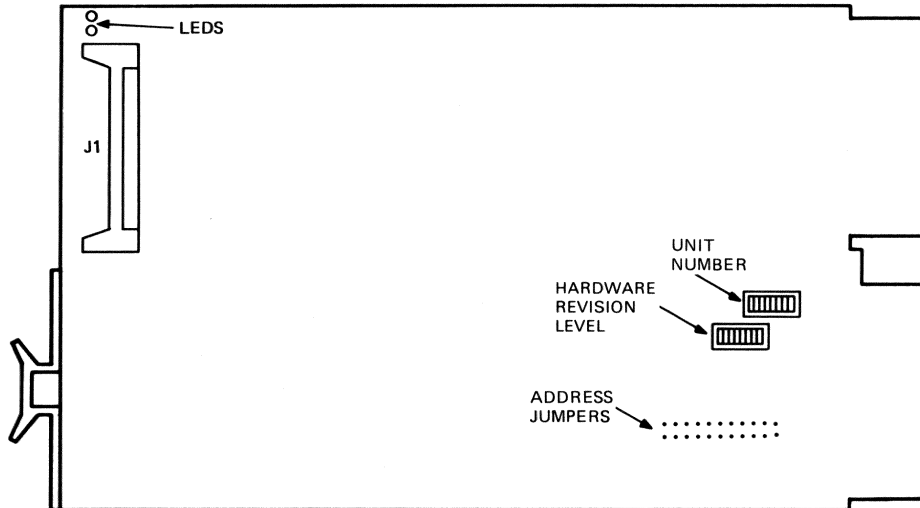 LEDS
J1
UNIT
NUMBER
HARDWARE
REVISION
LEVEL
ADDRESS
JUMPERS